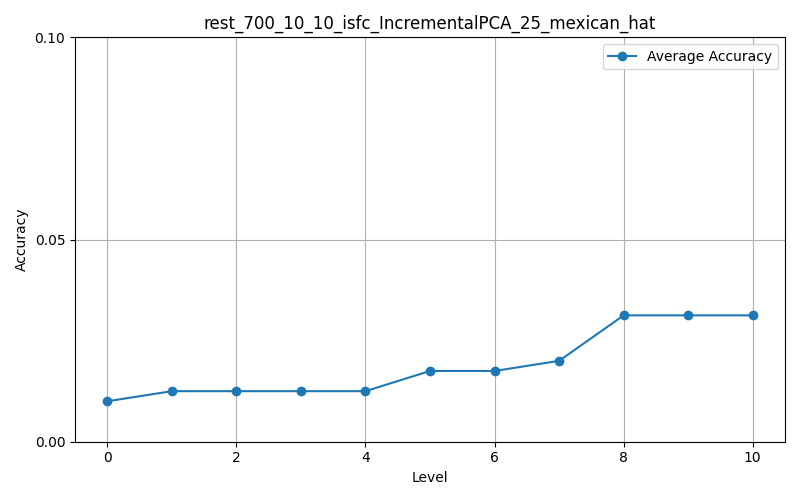 rest_700_10_10_isfc_IncrementalPCA_25_mexican_hat
Average Accuracy
0.10
0.05
0.00
Accuracy
0 2 4 6 8 10
Level